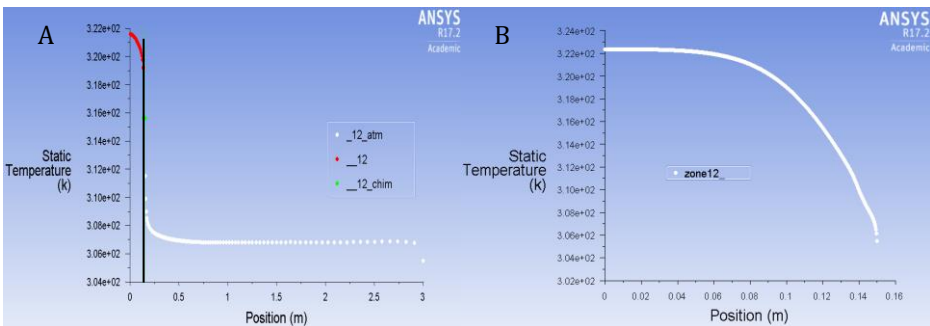 A
ANSYS
R17.2
Academic
3.22e+02
3.20e+02
3.18e+02
3.16e+02
3.14e+02
3.12e+02
3.10e+02
3.08e+02
3.06e+02
3.04e+02
Static
Temperature
(k)
_12_atm
__12
__12_chim
0
0.5
1
1.5
2
2.5
3
Position (m)
B
ANSYS
R17.2
Academic
3.24e+02
3.22e+02
3.20e+02
3.18e+02
3.16e+02
3.14e+02
3.12e+02
3.10e+02
3.08e+02
3.06e+02
3.04e+02
3.02e+02
Static
Temperature
(k)
zone12_
0
0.02
0.04
0.06
0.08
0.1
0.12
0.14
0.16
Position (m)